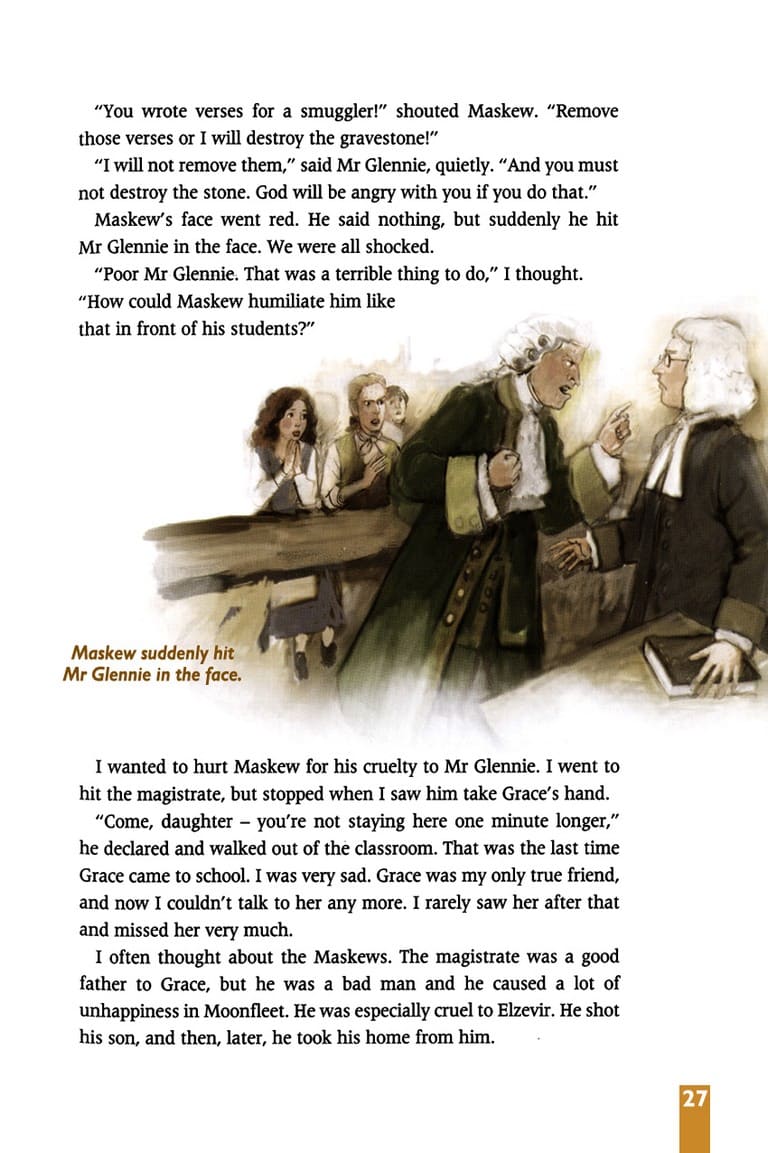 “You wrote verses for a smuggler!” shouted Maskew. “Remove
those verses or I will destroy the gravestone!”
“I will not remove them,” said Mr Glennie, quietly. “And you must
not destroy the stone. God will be angry with you if you do that.”
Maskew’s face went red. He said nothing, but suddenly he hit
Mr Glennie in the face. We were all shocked.
“Poor Mr Glennie. That was a terrible thing to do,” I thought.
“How could Maskew humiliate him like
that in front of his students?”
Maskew suddenly hit
Mr Glennie in the face.
I wanted to hurt Maskew for his cruelty to Mr Glennie. I went to
hit the magistrate, but stopped when I saw him take Grace’s hand.
“Come, daughter – you’re not staying here one minute longer,”
he declared and walked out of the classroom. That was the last time
Grace came to school. I was very sad. Grace was my only true friend,
and now I couldn’t talk to her any more. I rarely saw her after that
and missed her very much.
I often thought about the Maskews. The magistrate was a good
father to Grace, but he was a bad man and he caused a lot of
unhappiness in Moonfleet. He was especially cruel to Elzevir. He shot
his son, and then, later, he took his home from him.
27